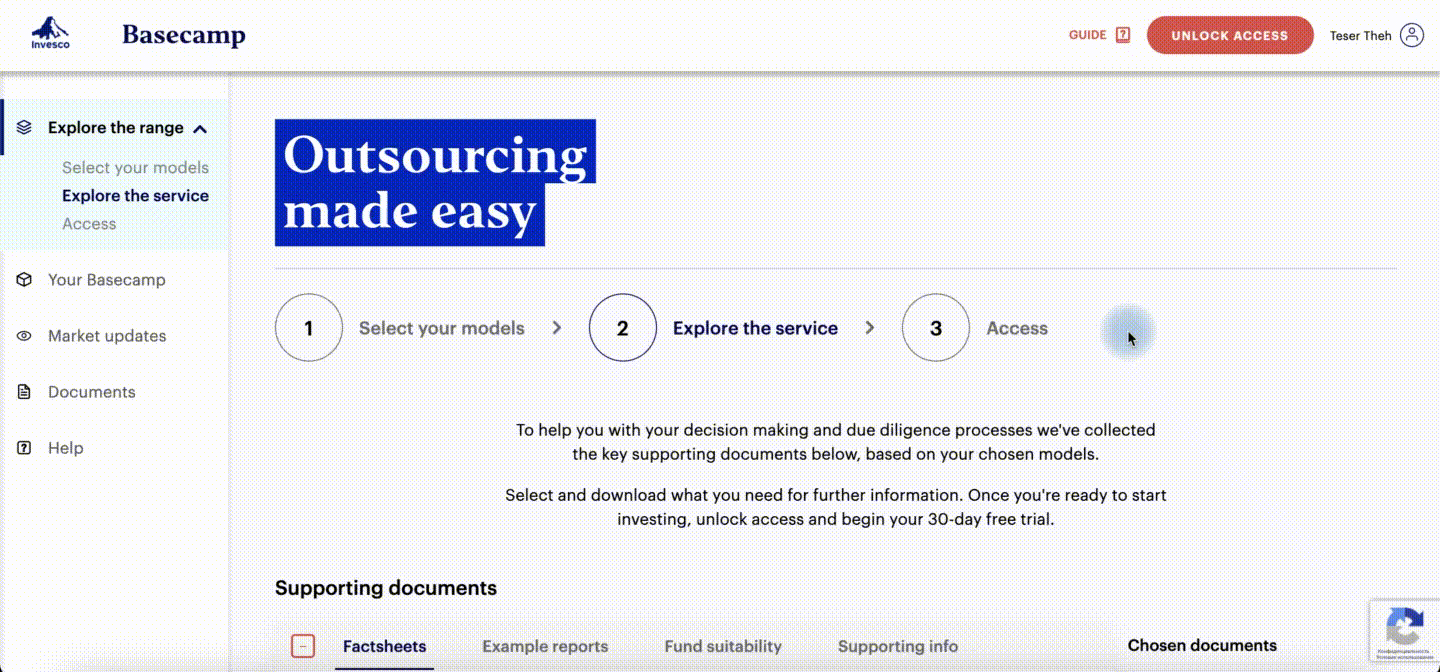 Invesco
Basecamp
GUIDE
UNLOCK ACCESS
Teser Theh
Explore the range
Select your models
Explore the service
Access
Your Basecamp
Market updates
Documents
Help
Outsourcing
made easy
1 Select your models
2 Explore the service
3 Access
To help you with your decision making and due diligence processes we've collected
the key supporting documents below, based on your chosen models.
Select and download what you need for further information. Once you're ready to start
investing, unlock access and begin your 30-day free trial.
Supporting documents
Factsheets Example reports Fund suitability Supporting info
Chosen documents
Конфиденциальность
Условия использования